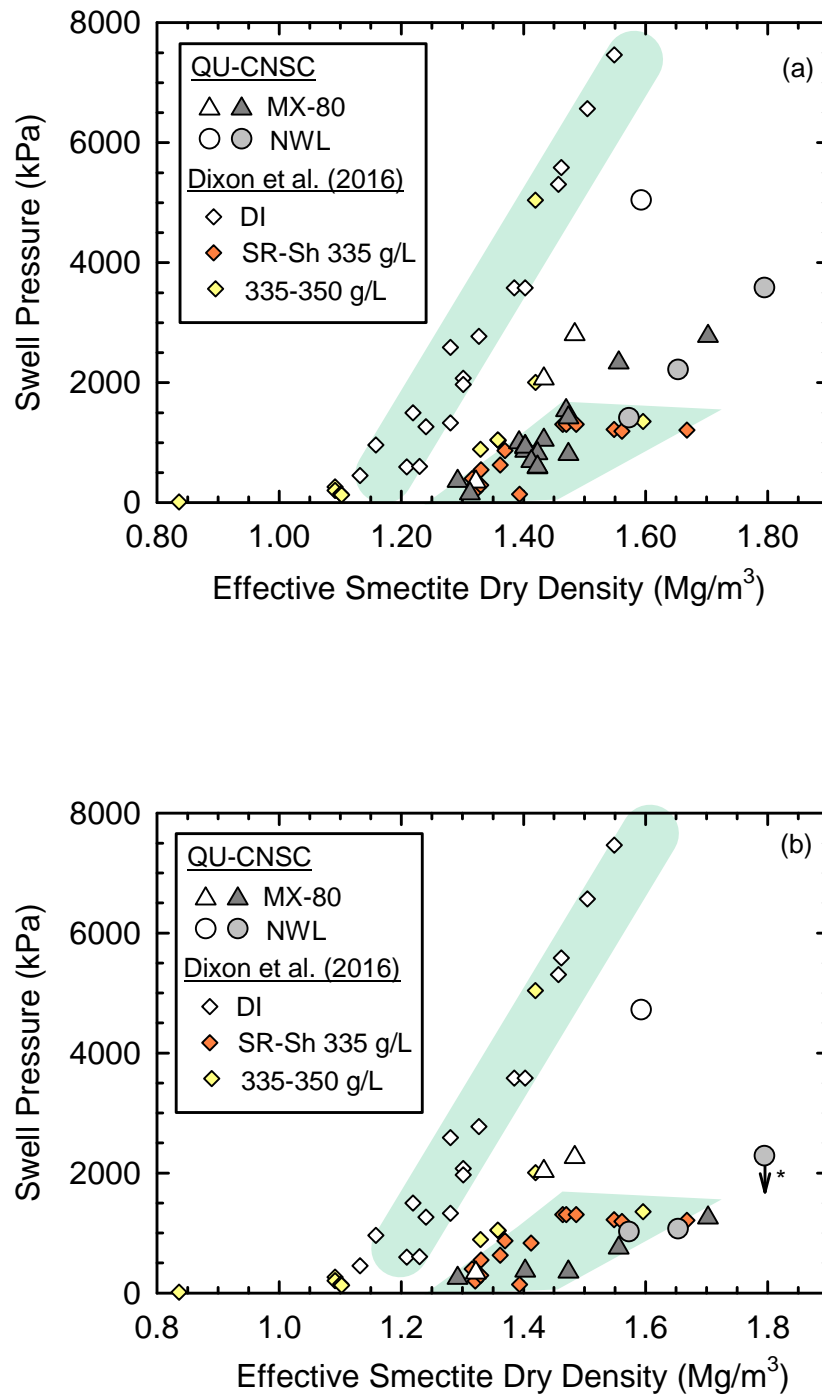 8000
6000
4000
2000
0
Swell Pressure (kPa)
(a)
QU-CNSC
MX-80
NWL
Dixon et al. (2016)
DI
SR-Sh 335 g/L
335-350 g/L
0.80 1.00 1.20 1.40 1.60 1.80
Effective Smectite Dry Density (Mg/m³)
8000
6000
4000
2000
0
Swell Pressure (kPa)
(b)
QU-CNSC
MX-80
NWL
Dixon et al. (2016)
DI
SR-Sh 335 g/L
335-350 g/L
*
0.8 1.0 1.2 1.4 1.6 1.8
Effective Smectite Dry Density (Mg/m³)